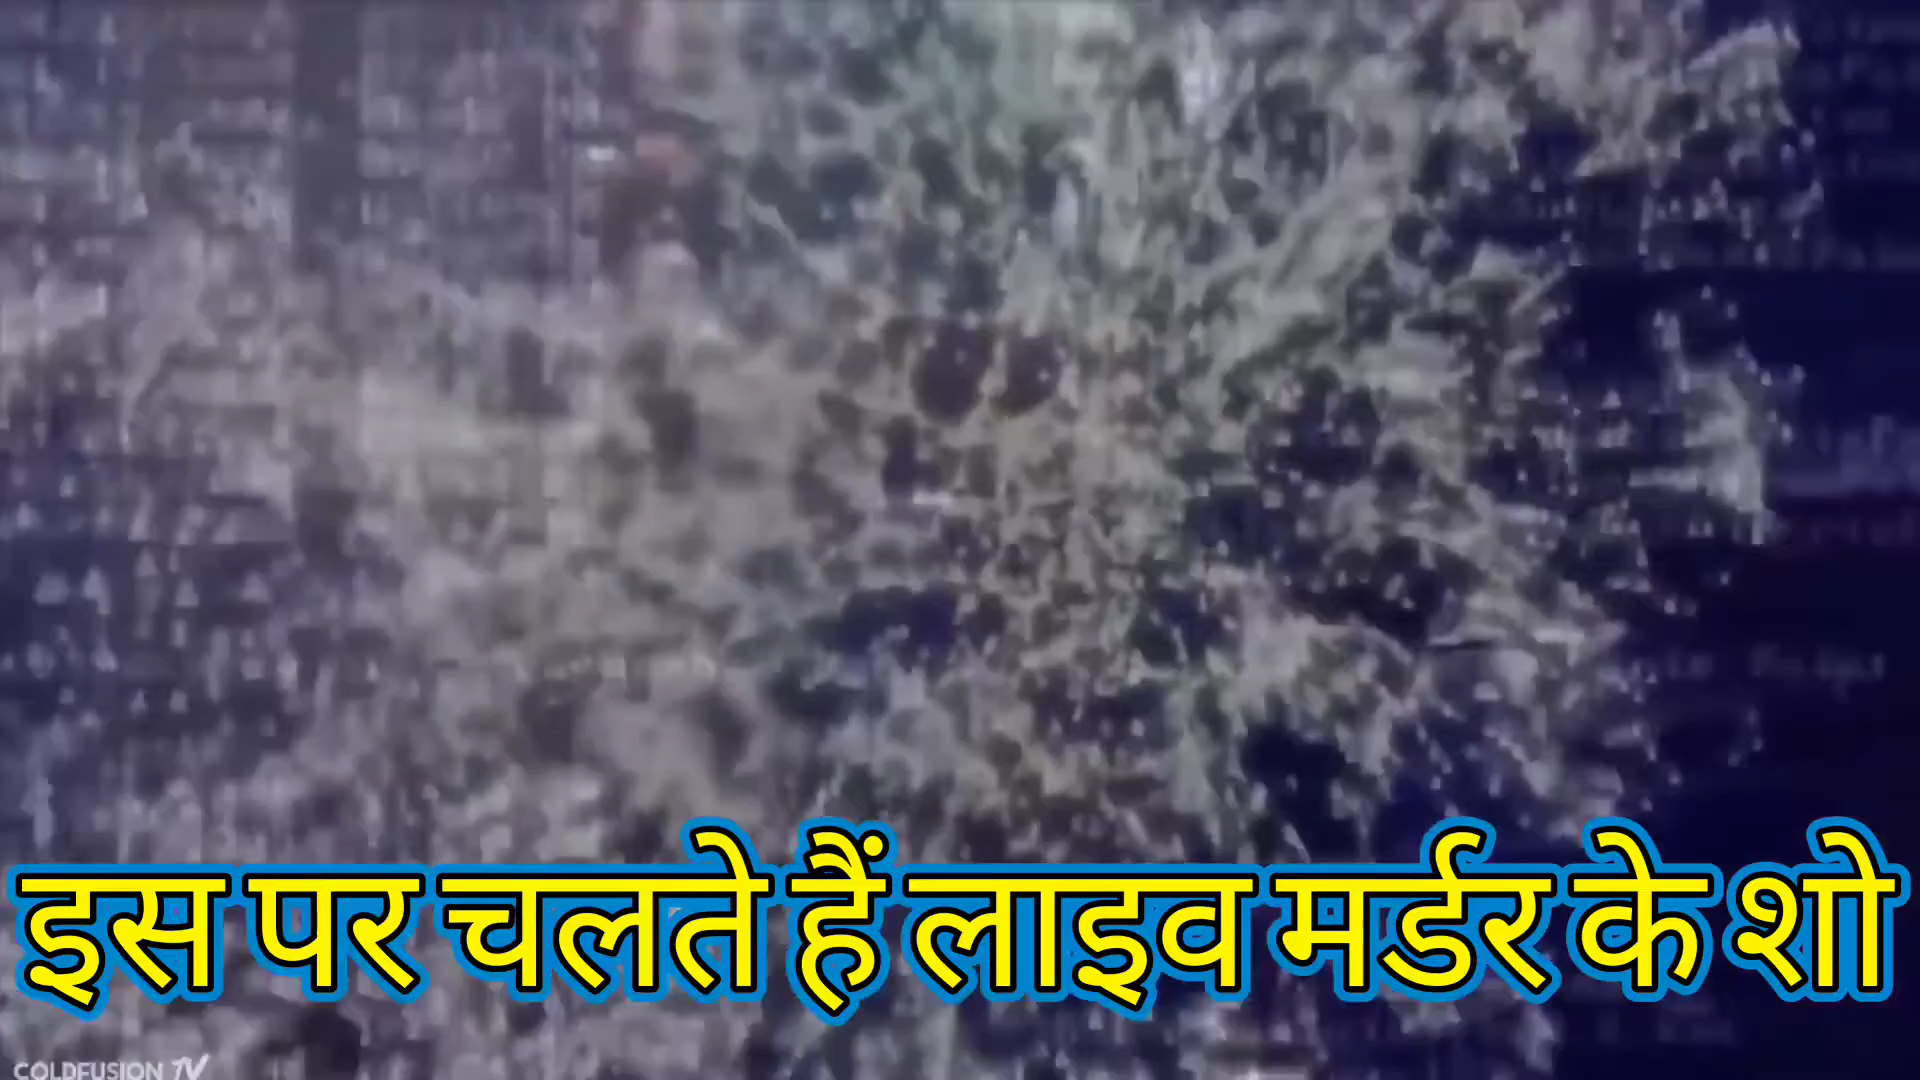 इस पर चलते हैं लाइव मर्डर के शो
COLDFUSION TV